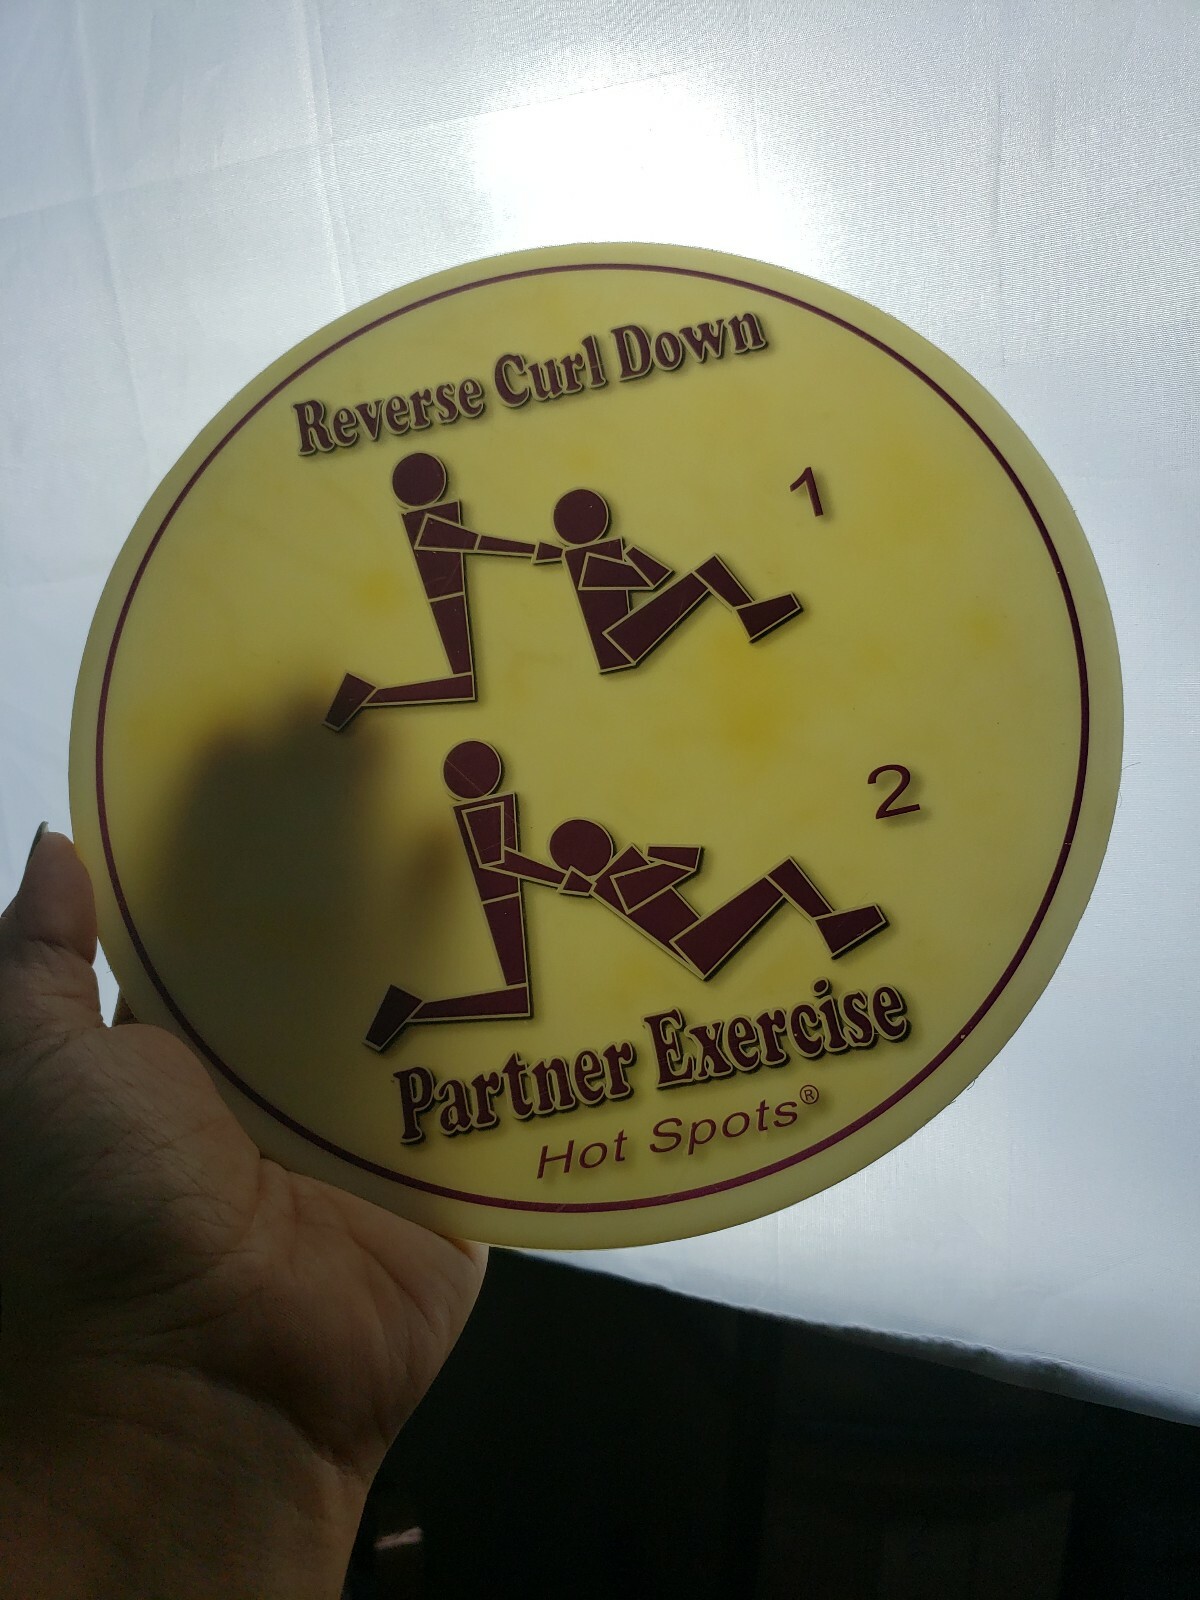 Reverse Curl Down
1
2
Partner Exercise
Hot Spots®